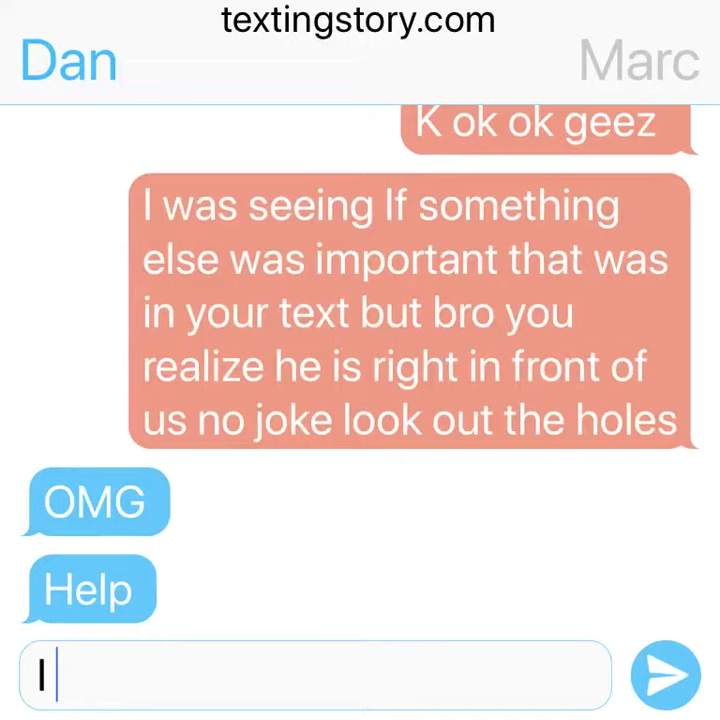 textingstory.com
Dan
Marc
K ok ok geez
I was seeing If something
else was important that was
in your text but bro you
realize he is right in front of
us no joke look out the holes
OMG
Help
I